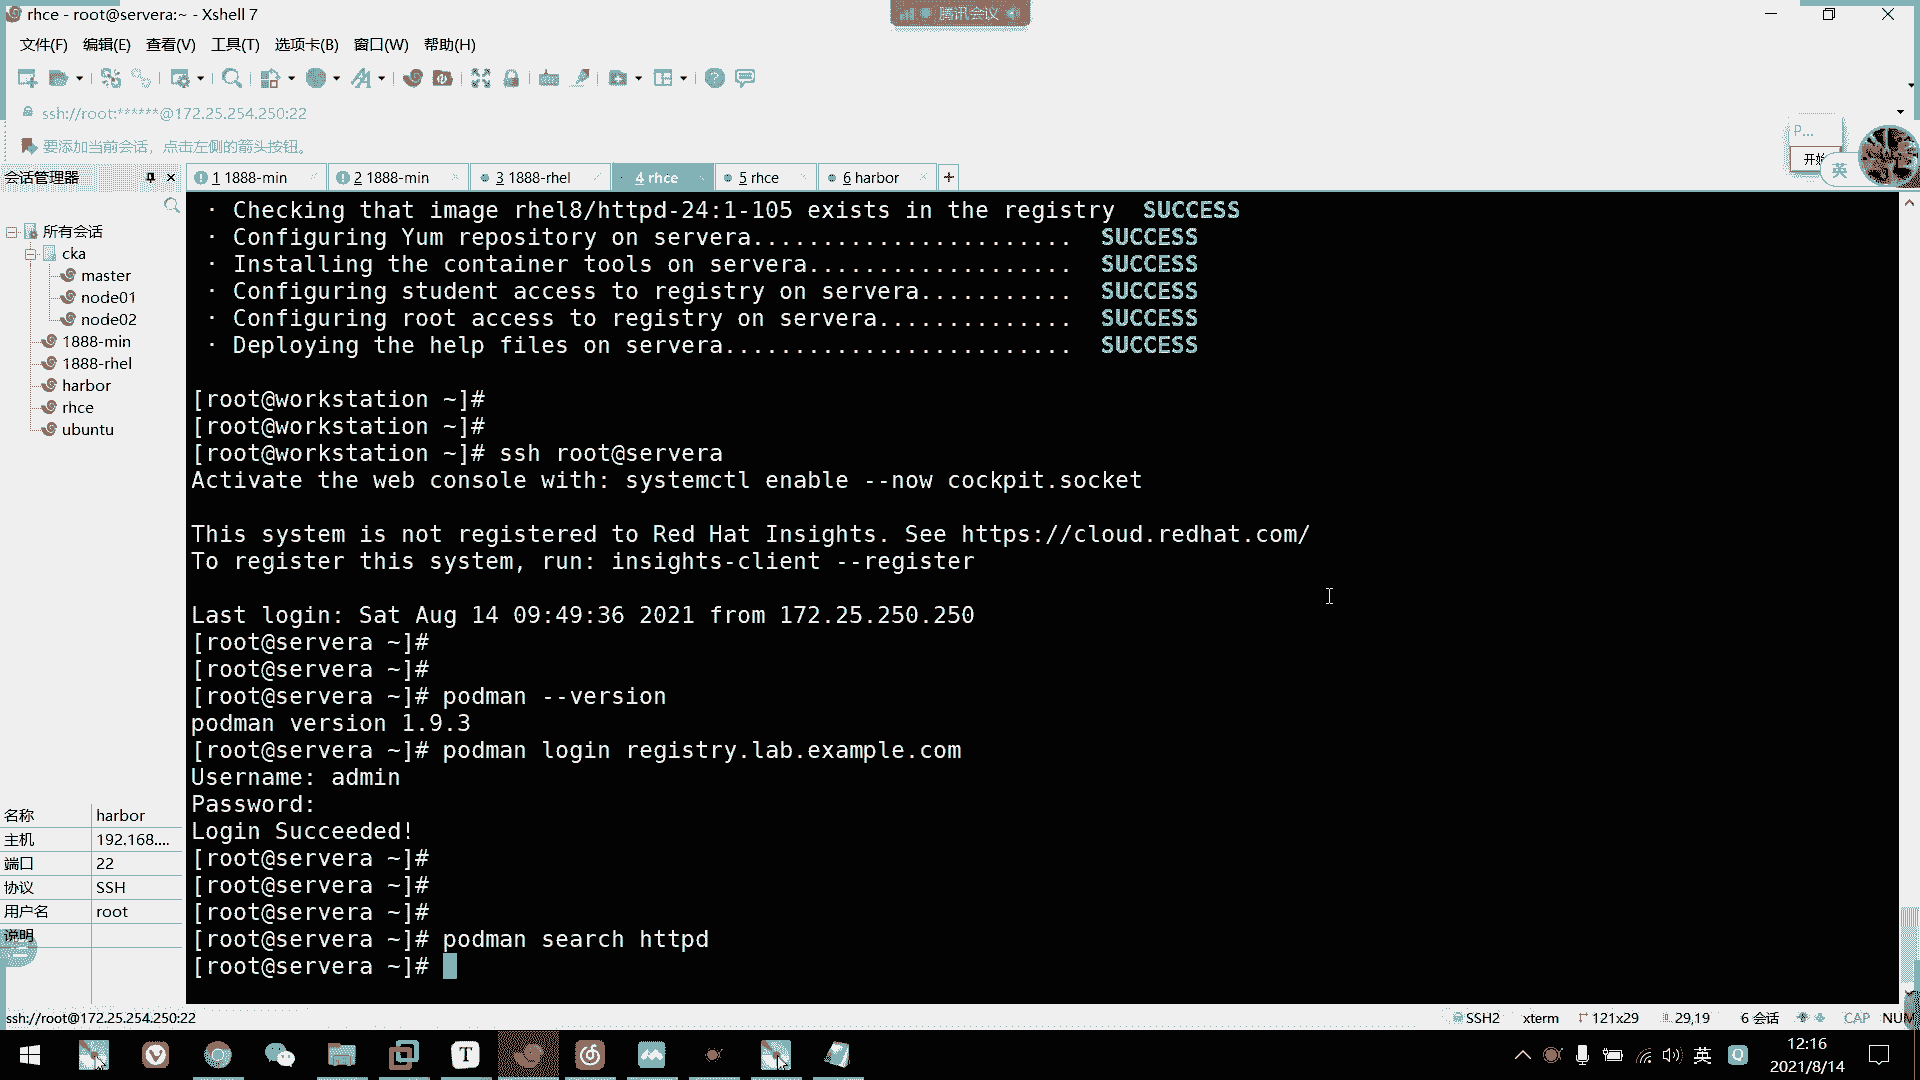 rhce - root@servera:~ - Xshell 7
腾讯会议
文件(F) 编辑(E) 查看(V) 工具(T) 选项卡(B) 窗口(W) 帮助(H)
ssh://root:******@172.25.254.250:22
要添加当前会话，点击左侧的箭头按钮。
P...
开始
英
会话管理器
1 1888-min
2 1888-min
3 1888-rhel
4 rhce
5 rhce
6 harbor
所有会话
cka
master
node01
node02
1888-min
1888-rhel
harbor
rhce
ubuntu
名称 harbor
主机 192.168....
端口 22
协议 SSH
用户名 root
说明
· Checking that image rhel8/httpd-24:1-105 exists in the registry  SUCCESS
· Configuring Yum repository on servera.......................  SUCCESS
· Installing the container tools on servera...................  SUCCESS
· Configuring student access to registry on servera...........  SUCCESS
· Configuring root access to registry on servera..............  SUCCESS
· Deploying the help files on servera.........................  SUCCESS
[root@workstation ~]#
[root@workstation ~]#
[root@workstation ~]# ssh root@servera
Activate the web console with: systemctl enable --now cockpit.socket
This system is not registered to Red Hat Insights. See https://cloud.redhat.com/
To register this system, run: insights-client --register
Last login: Sat Aug 14 09:49:36 2021 from 172.25.250.250
[root@servera ~]#
[root@servera ~]#
[root@servera ~]# podman --version
podman version 1.9.3
[root@servera ~]# podman login registry.lab.example.com
Username: admin
Password:
Login Succeeded!
[root@servera ~]#
[root@servera ~]#
[root@servera ~]#
[root@servera ~]# podman search httpd
[root@servera ~]#
ssh://root@172.25.254.250:22
SSH2 xterm 121x29 29,19 6 会话 CAP NUM
英
12:16
2021/8/14